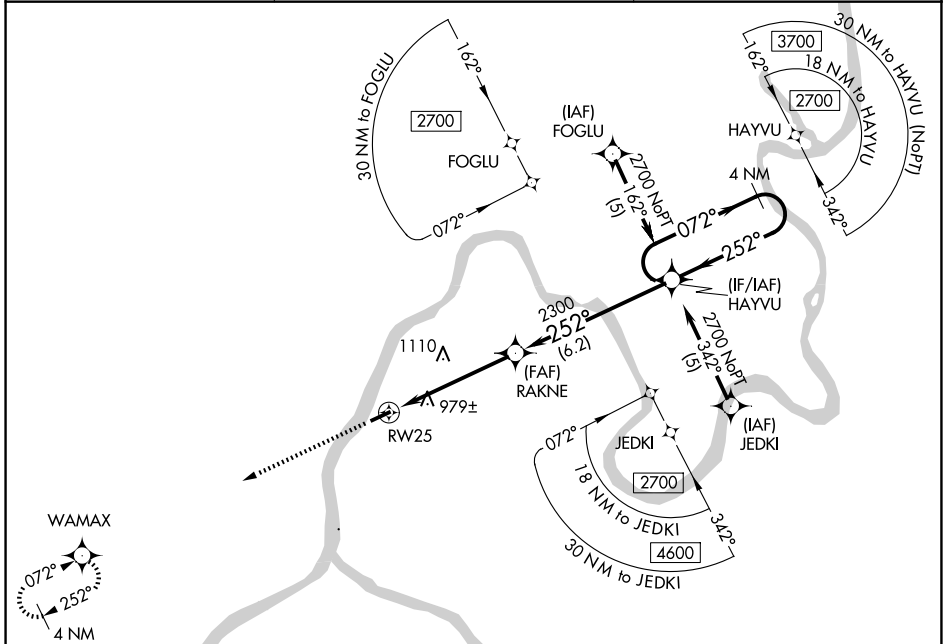 30 NM to FOGLU
162°
2700
FOGLU
072°
(IAF)
FOGLU
2700 NoPT
162°
(5)
30 NM to HAYVU (NoPT)
3700
18 NM to HAYVU
162°
2700
HAYVU
342°
4 NM
072°
252°
(IF/IAF)
HAYVU
2300
252°
(6.2)
(FAF)
RAKNE
1110
979±
RW25
2700 NoPT
342°
(5)
(IAF)
JEDKI
072°
JEDKI
2700
342°
18 NM to JEDKI
4600
30 NM to JEDKI
WAMAX
072°
252°
4 NM